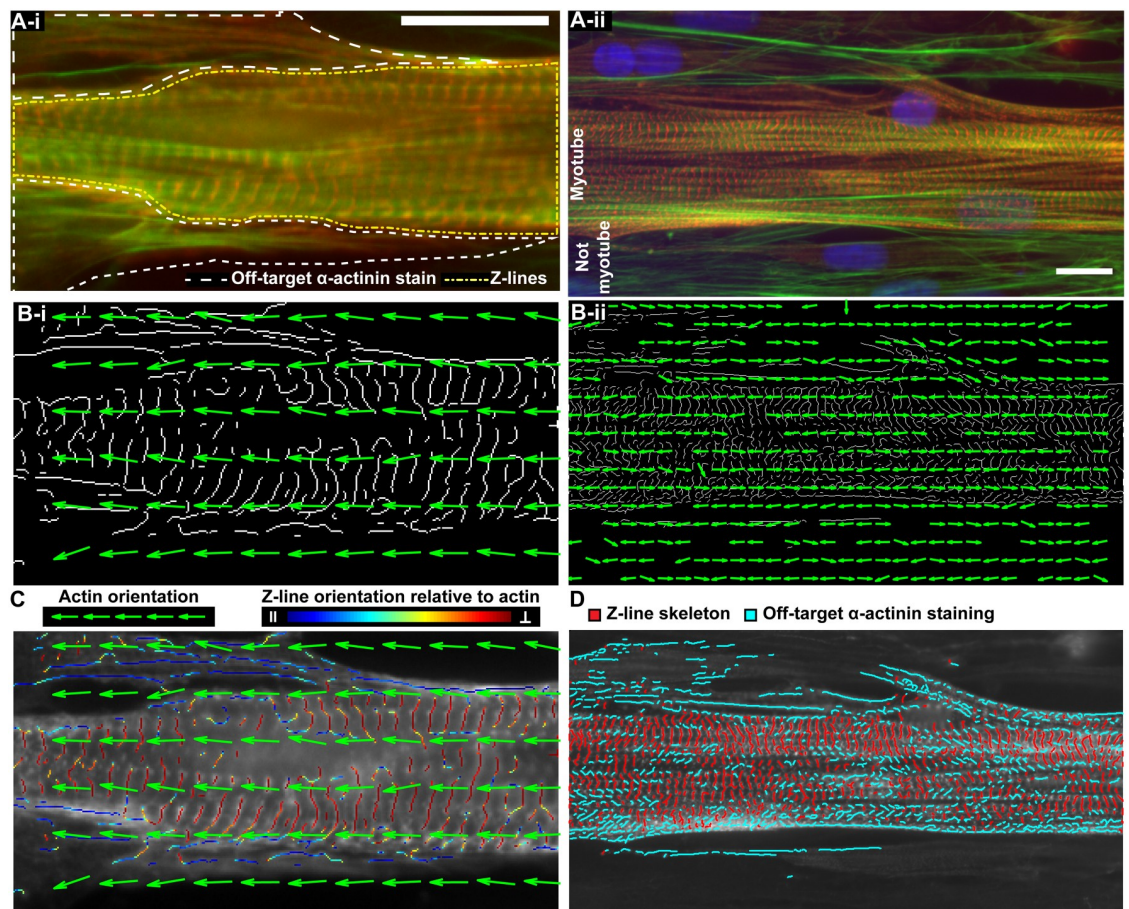 A-i
A-ii
Myotube
Not
myotube
Off-target α-actinin stain
Z-lines
B-i
B-ii
C
Actin orientation
Z-line orientation relative to actin
=
⊥
D
Z-line skeleton
Off-target α-actinin staining